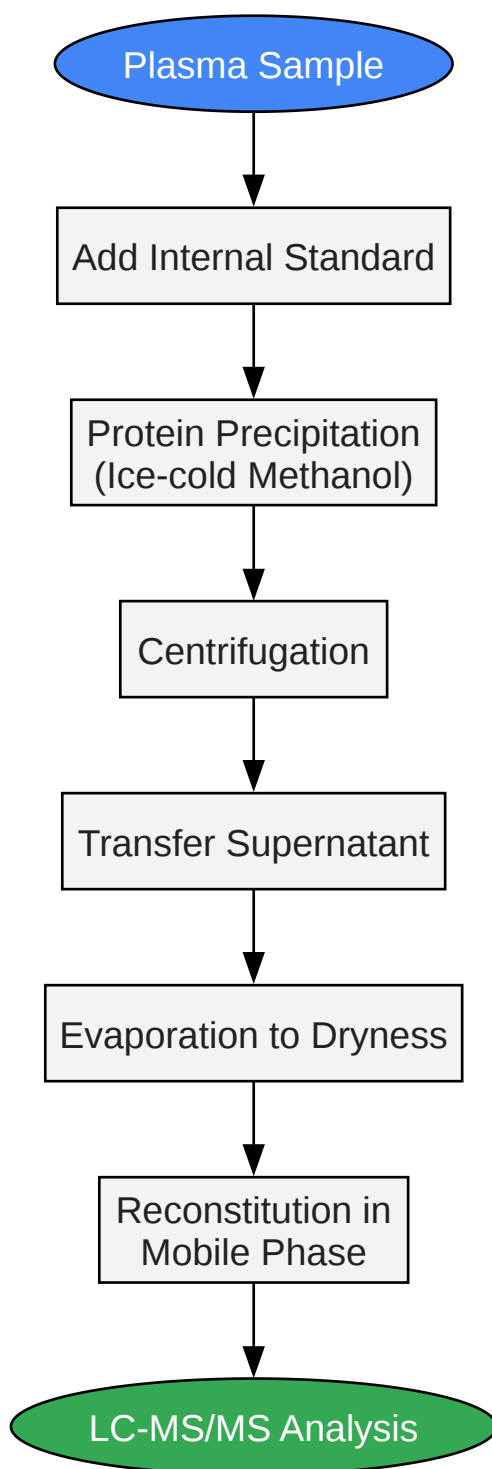 Plasma Sample
Add Internal Standard
Protein Precipitation
(Ice-cold Methanol)
Centrifugation
Transfer Supernatant
Evaporation to Dryness
Reconstitution in
Mobile Phase
LC-MS/MS Analysis